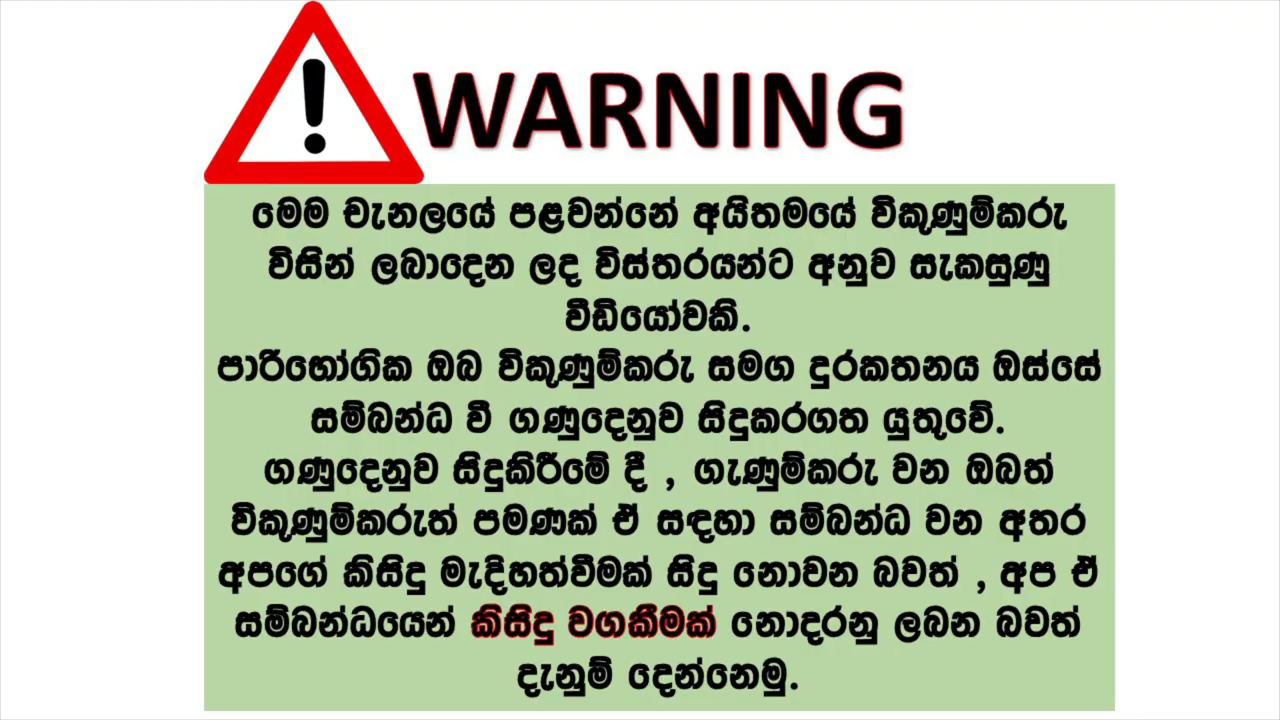 WARNING
මෙම චැනලයේ පළවන්නේ අයිතමයේ විකුණුම්කරු
විසින් ලබාදෙන ලද විස්තරයන්ට අනුව සැකසුණු
වීඩියෝවකි.
පාරිභෝගික ඔබ විකුණුම්කරු සමග දුරකතනය ඔස්සේ
සම්බන්ධ වී ගණුදෙනුව සිදුකරගත යුතුවේ.
ගණුදෙනුව සිදුකිරීමේ දී , ගැණුම්කරු වන ඔබත්
විකුණුම්කරුත් පමණක් ඒ සඳහා සම්බන්ධ වන අතර
අපගේ කිසිදු මැදිහත්වීමක් සිදු නොවන බවත් , අප ඒ
සම්බන්ධයෙන් කිසිදු වගකීමක් නොදරනු ලබන බවත්
දැනුම් දෙන්නෙමු.